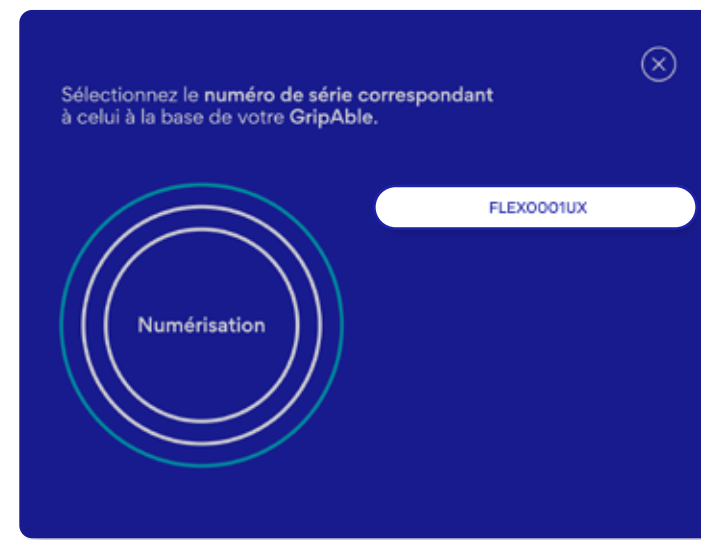 Sélectionnez le numéro de série correspondant
à celui à la base de votre GripAble.
FLEX0001UX
Numérisation